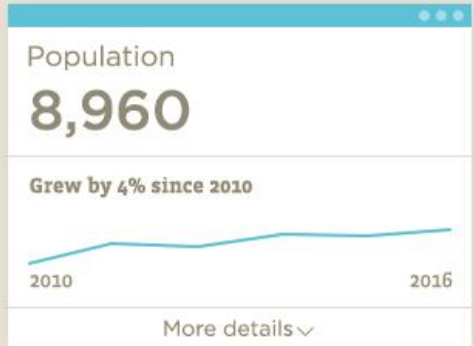 Population
8,960
Grew by 4% since 2010
2010 2016
More details